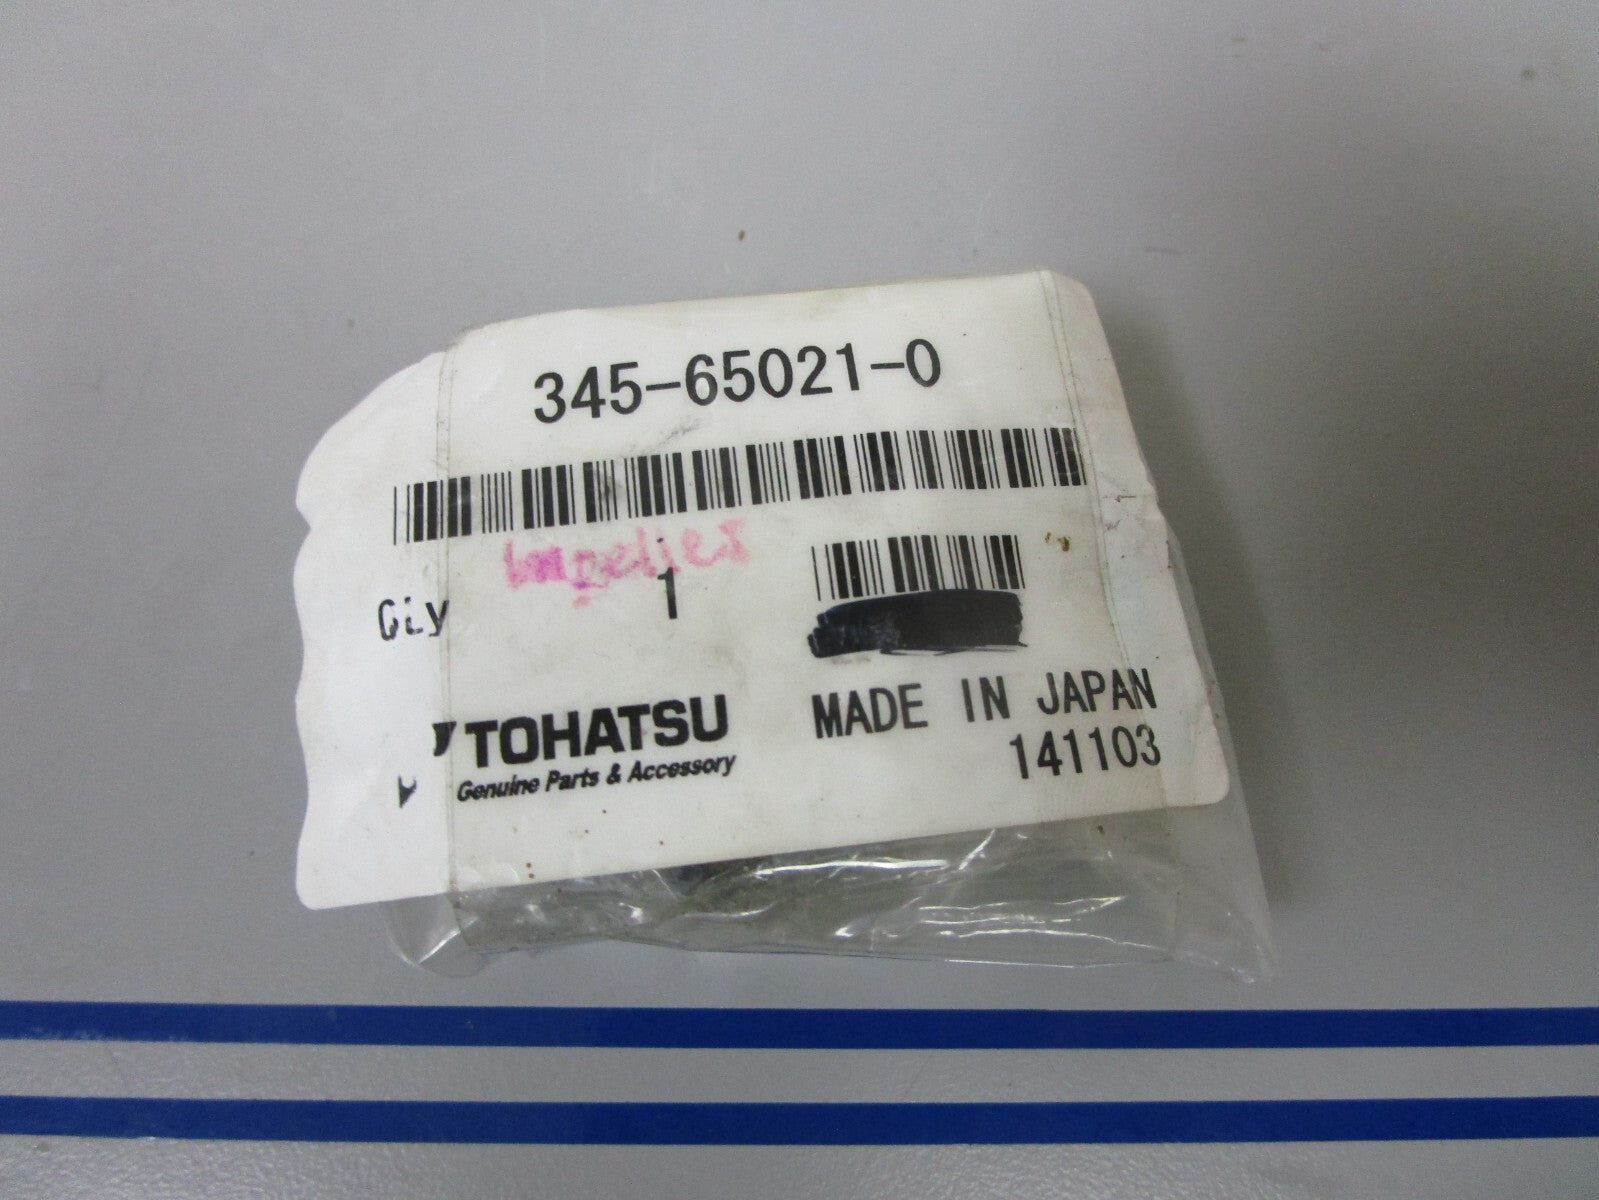 345-65021-0
Impeller
Qty 1
TOHATSU
Genuine Parts & Accessory
MADE IN JAPAN
141103